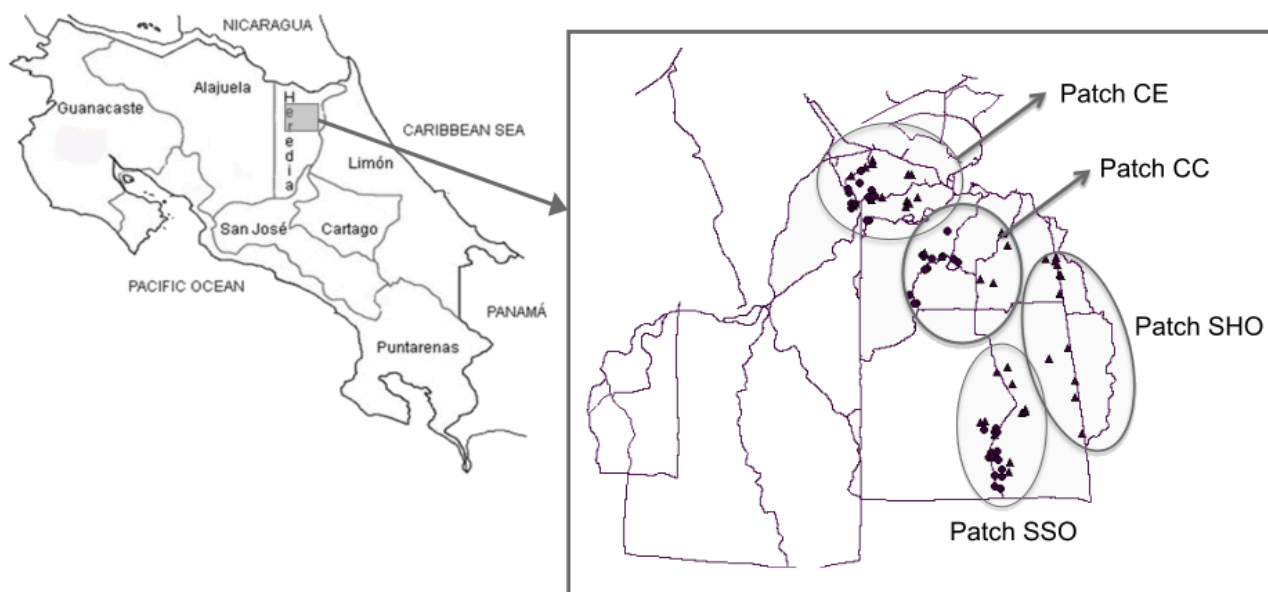 NICARAGUA
Alajuela
Guanacaste
Heredia
CARIBBEAN SEA
Limón
San José
Cartago
PACIFIC OCEAN
PANAMÁ
Puntarenas
Patch CE
Patch CC
Patch SHO
Patch SSO